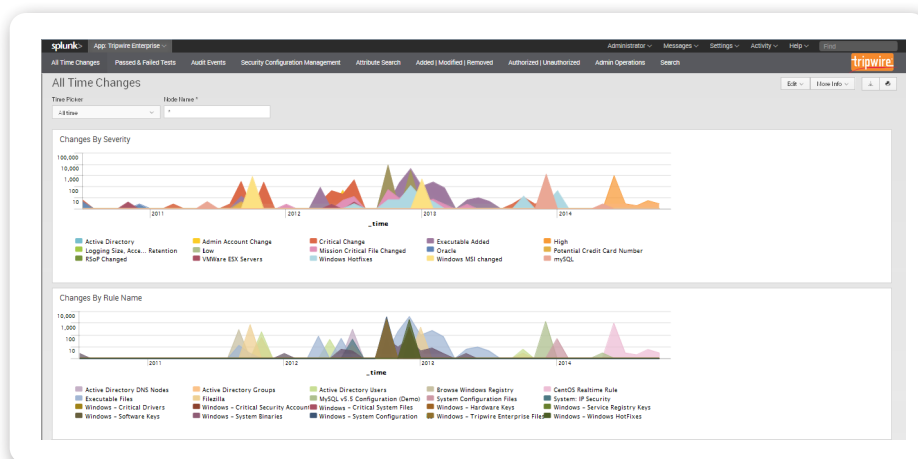 splunk> App: Tripwire Enterprise Administrator Messages Settings Activity Help Find
All Time Changes Passed & Failed Tests Audit Events Security Configuration Management Attribute Search Added | Modified | Removed Authorized | Unauthorized Admin Operations Search tripwire
All Time Changes Edit More Info
Time Picker Node Name *
All time *
Changes By Severity
100,000
10,000
1,000
100
10
2011 2012 2013 2014
_time
Active Directory Admin Account Change Critical Change Executable Added High
Logging Size, Acce... Retention Low Mission Critical File Changed Oracle Potential Credit Card Number
RSoP Changed VMWare ESX Servers Windows Hotfixes Windows MSI changed mySQL
Changes By Rule Name
10,000
1,000
100
10
2011 2012 2012 2014
_time
Active Directory DNS Nodes Active Directory Groups Active Directory Users Browse Windows Registry CentOS Realtime Rule
Executable Files Filezilla MySQL v5.5 Configuration (Demo) System Configuration Files System: IP Security
Windows - Critical Drivers Windows - Critical Security Account Windows - Critical System Files Windows - Hardware Keys Windows - Service Registry Keys
Windows - Software Keys Windows - System Binaries Windows - System Configuration Windows - Tripwire Enterprise Files Windows - Windows HotFixes